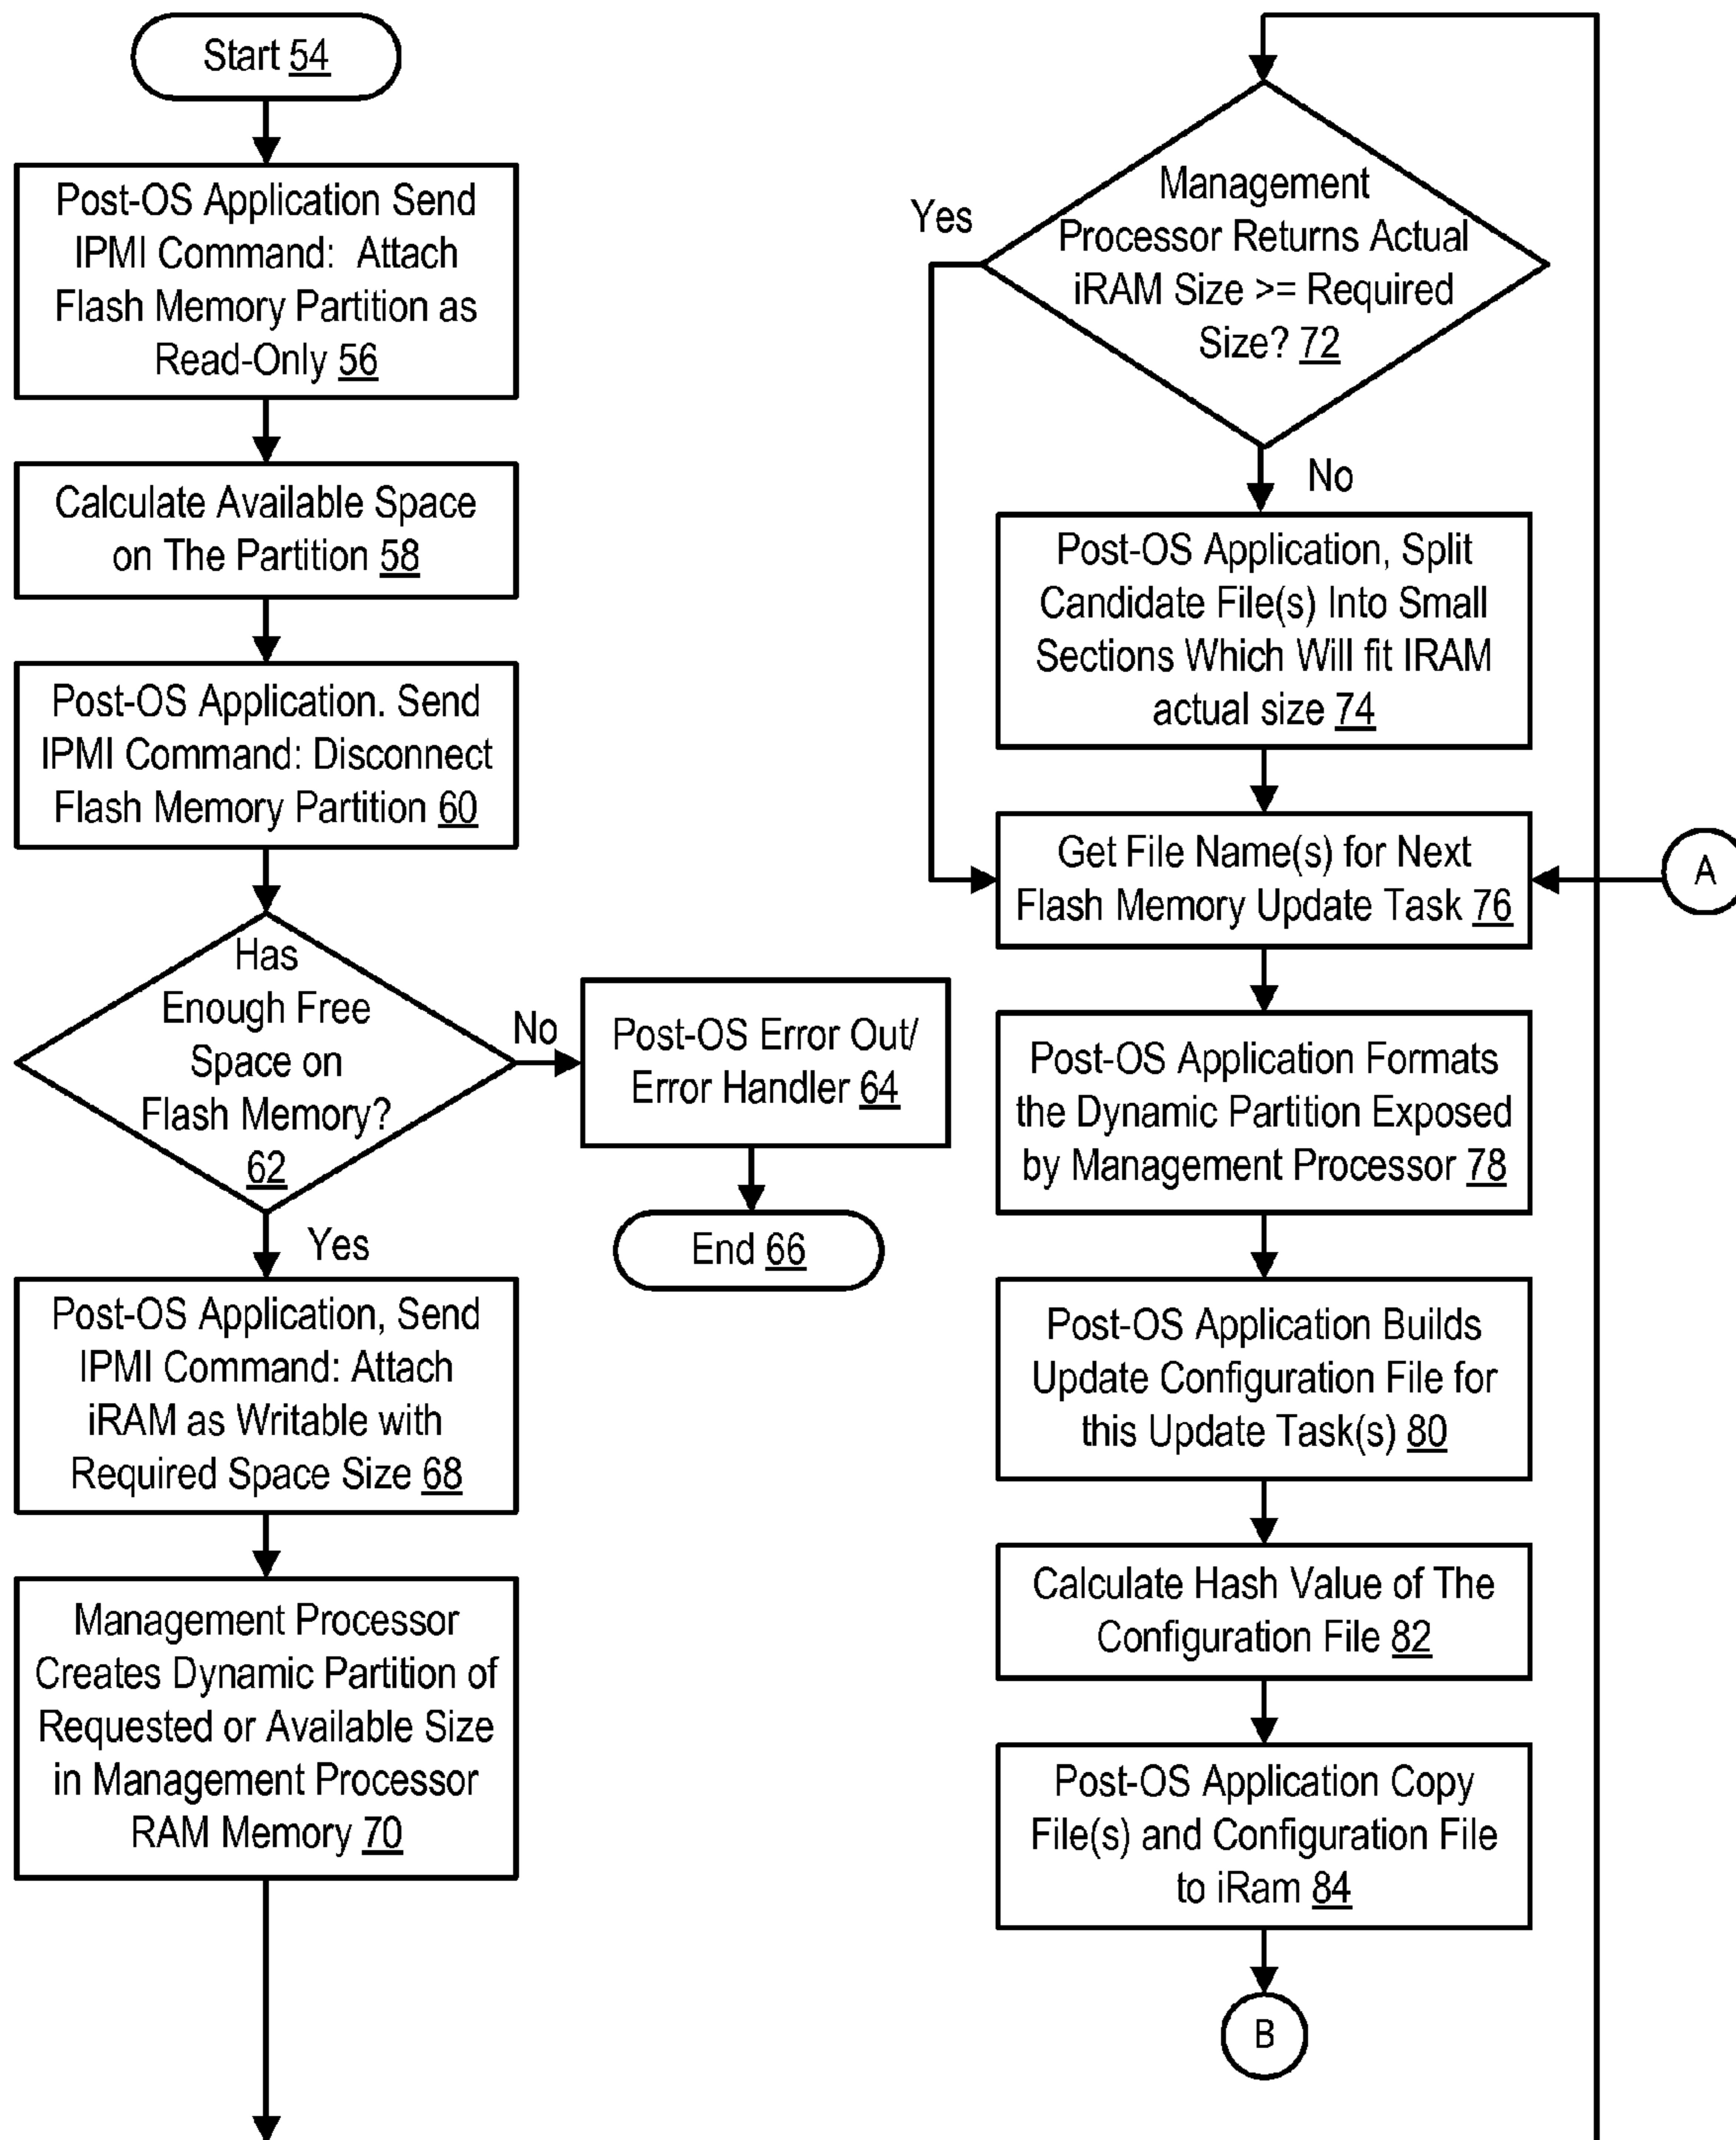 Start 54
Post-OS Application Send
IPMI Command: Attach
Flash Memory Partition as
Read-Only 56
Calculate Available Space
on The Partition 58
Post-OS Application. Send
IPMI Command: Disconnect
Flash Memory Partition 60
Has
Enough Free
Space on
Flash Memory?
62
No
Post-OS Error Out/
Error Handler 64
End 66
Yes
Post-OS Application, Send
IPMI Command: Attach
iRAM as Writable with
Required Space Size 68
Management Processor
Creates Dynamic Partition of
Requested or Available Size
in Management Processor
RAM Memory 70
Management
Processor Returns Actual
iRAM Size >= Required
Size? 72
Yes
No
Post-OS Application, Split
Candidate File(s) Into Small
Sections Which Will fit IRAM
actual size 74
Get File Name(s) for Next
Flash Memory Update Task 76
A
Post-OS Application Formats
the Dynamic Partition Exposed
by Management Processor 78
Post-OS Application Builds
Update Configuration File for
this Update Task(s) 80
Calculate Hash Value of The
Configuration File 82
Post-OS Application Copy
File(s) and Configuration File
to iRam 84
B